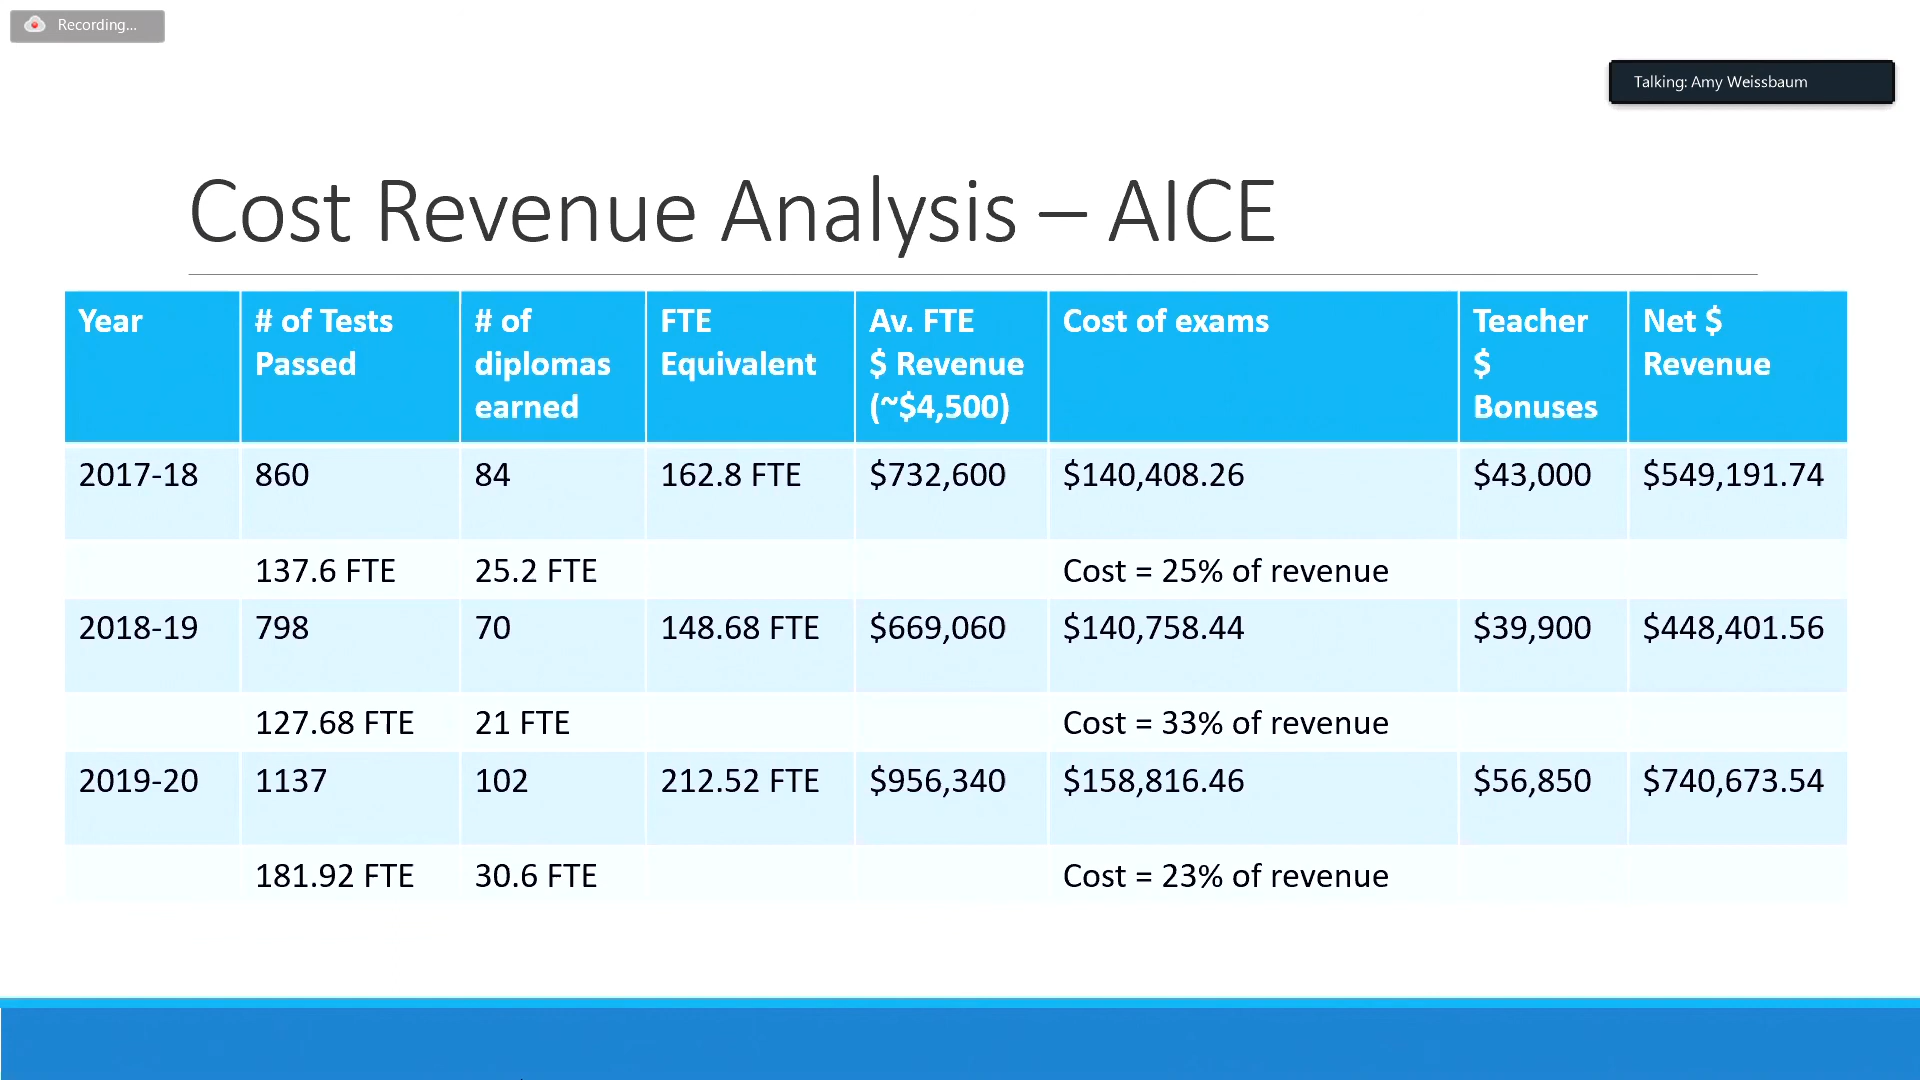 Recording...
Talking: Amy Weissbaum
Cost Revenue Analysis – AICE
Year # of Tests Passed # of diplomas earned FTE Equivalent Av. FTE $ Revenue (~$4,500) Cost of exams Teacher $ Bonuses Net $ Revenue
2017-18 860 84 162.8 FTE $732,600 $140,408.26 $43,000 $549,191.74
137.6 FTE 25.2 FTE Cost = 25% of revenue
2018-19 798 70 148.68 FTE $669,060 $140,758.44 $39,900 $448,401.56
127.68 FTE 21 FTE Cost = 33% of revenue
2019-20 1137 102 212.52 FTE $956,340 $158,816.46 $56,850 $740,673.54
181.92 FTE 30.6 FTE Cost = 23% of revenue